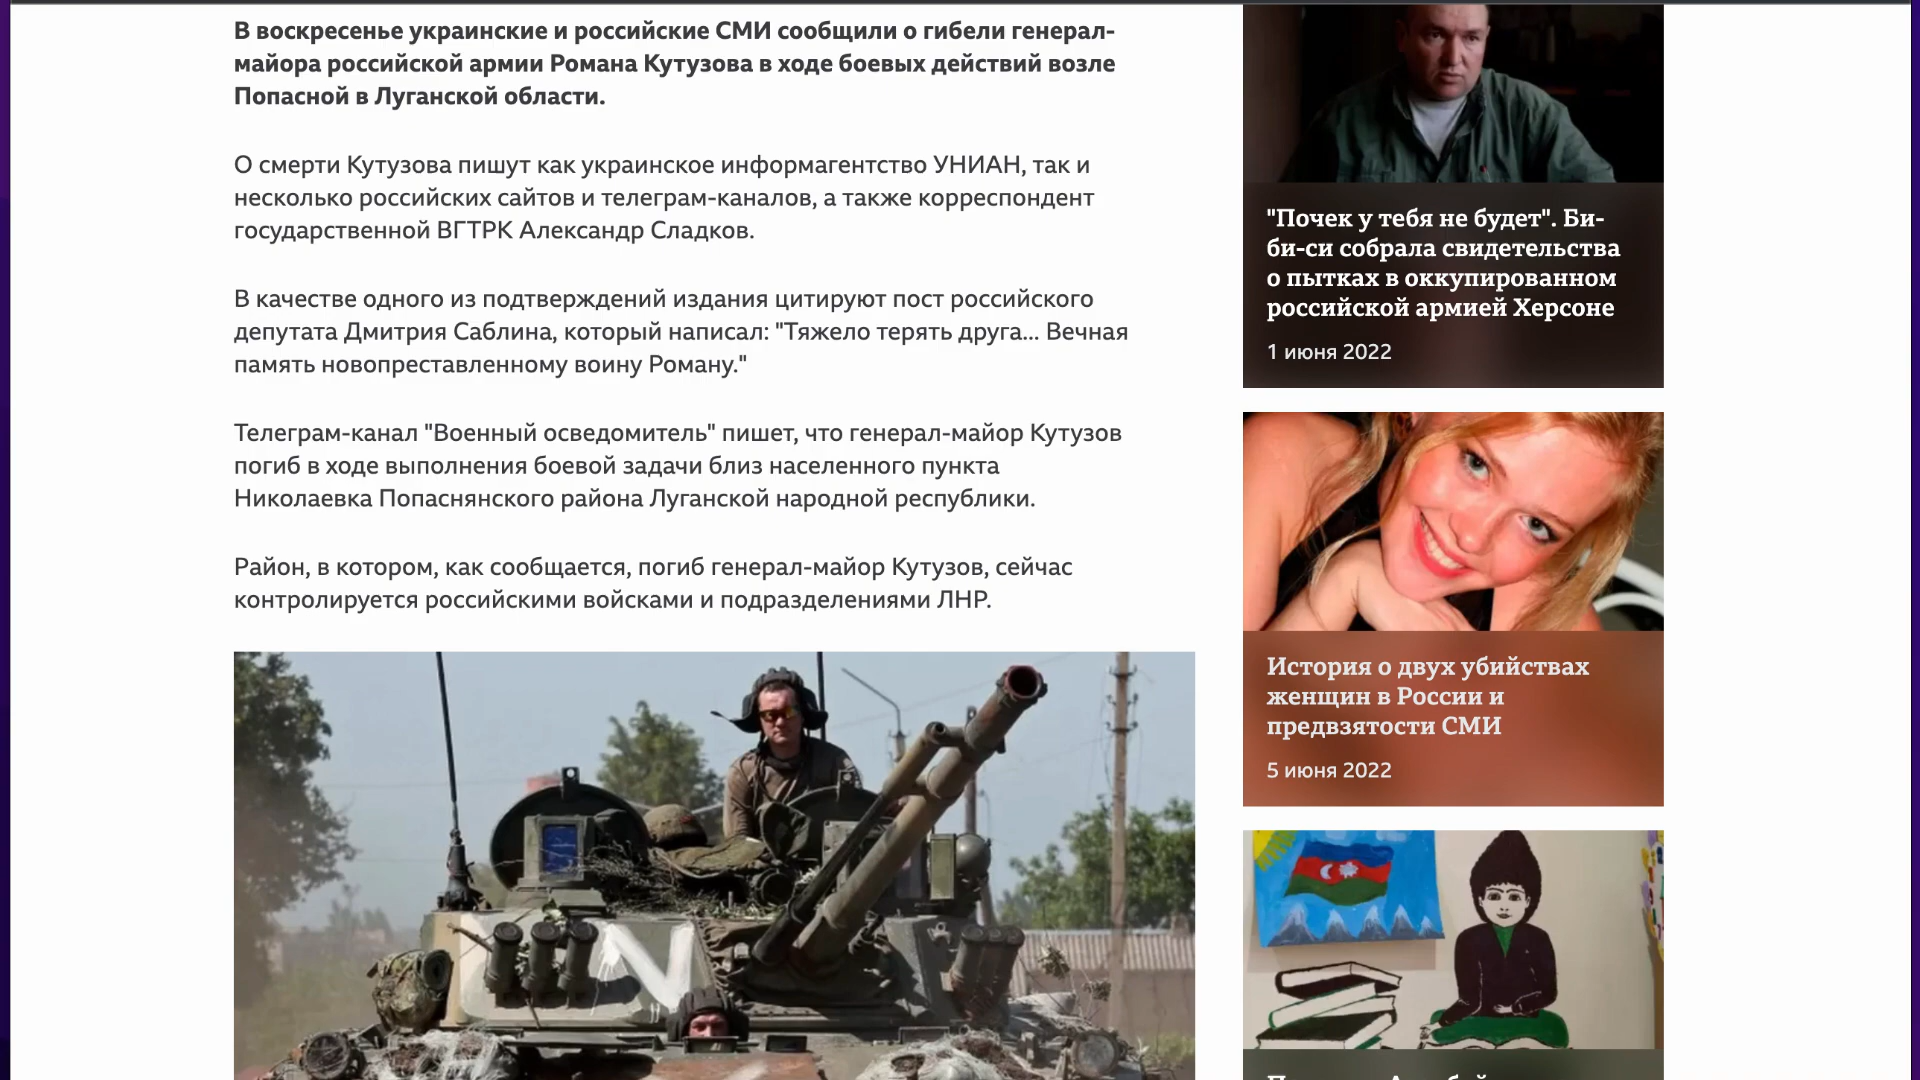 В воскресенье украинские и российские СМИ сообщили о гибели генерал-
майора российской армии Романа Кутузова в ходе боевых действий возле
Попасной в Луганской области.
О смерти Кутузова пишут как украинское информагентство УНИАН, так и
несколько российских сайтов и телеграм-каналов, а также корреспондент
государственной ВГТРК Александр Сладков.
В качестве одного из подтверждений издания цитируют пост российского
депутата Дмитрия Саблина, который написал: "Тяжело терять друга... Вечная
память новопреставленному воину Роману."
Телеграм-канал "Военный осведомитель" пишет, что генерал-майор Кутузов
погиб в ходе выполнения боевой задачи близ населенного пункта
Николаевка Попаснянского района Луганской народной республики.
Район, в котором, как сообщается, погиб генерал-майор Кутузов, сейчас
контролируется российскими войсками и подразделениями ЛНР.
"Почек у тебя не будет". Би-
би-си собрала свидетельства
о пытках в оккупированном
российской армией Херсоне
1 июня 2022
История о двух убийствах
женщин в России и
предвзятости СМИ
5 июня 2022